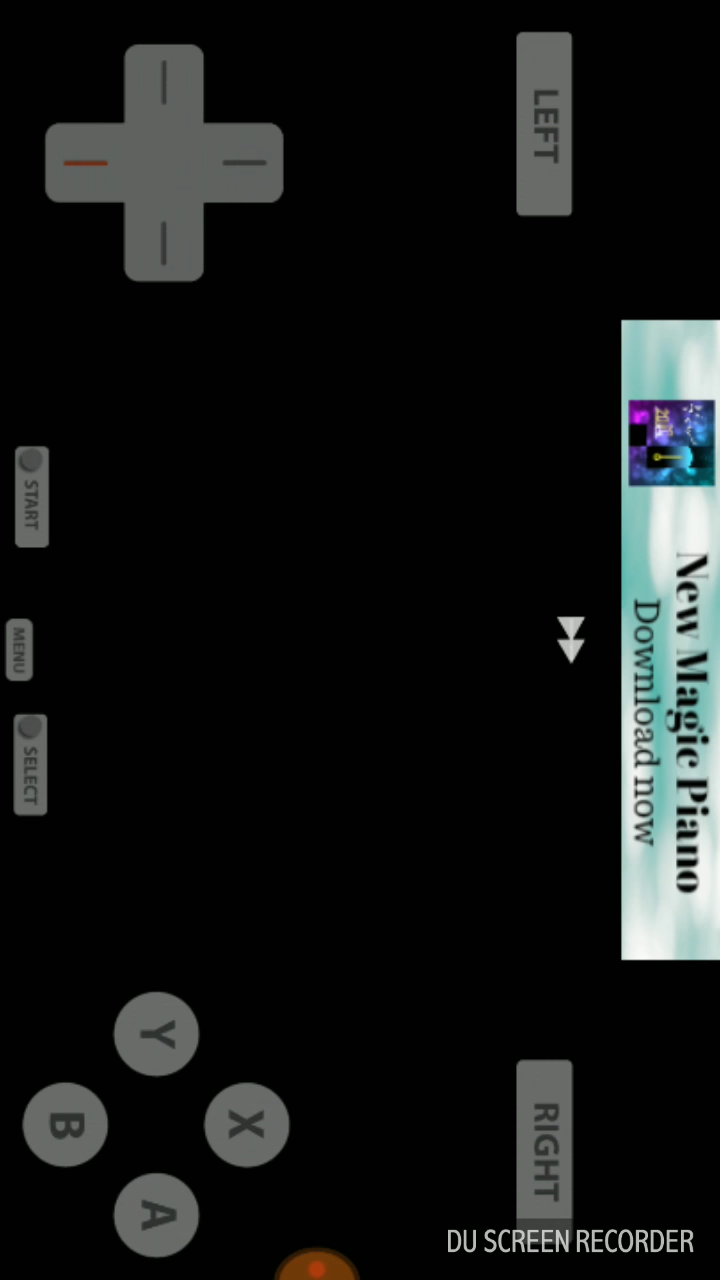 LEFT
New Magic Piano
Download now
START
MENU
SELECT
Y
X
B
A
RIGHT
DU SCREEN RECORDER